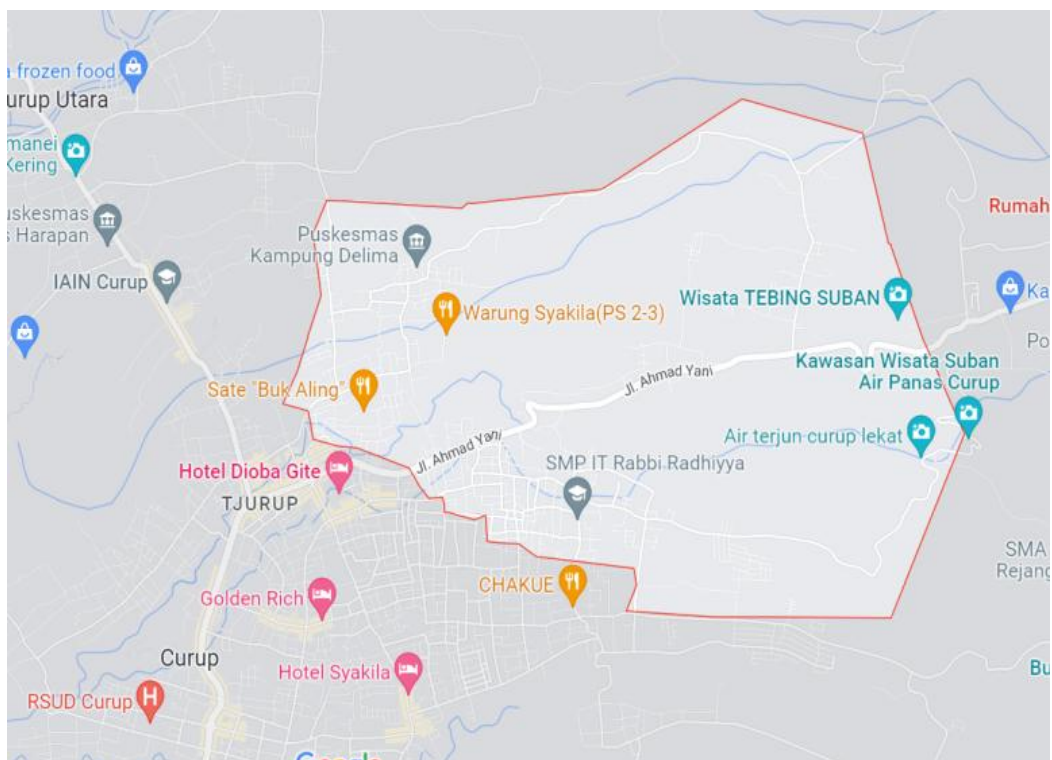 a frozen food
urup Utara
manei
Kering
uskesmas
s Harapan
IAIN Curup
Puskesmas
Kampung Delima
Rumah
Warung Syakila(PS 2-3)
Wisata TEBING SUBAN
Ka
Po
Kawasan Wisata Suban
Air Panas Curup
Sate "Buk Aling"
Jl. Ahmad Yani
Jl. Ahmad Yani
Air terjun curup lekat
Hotel Dioba Gite
TJURUP
SMP IT Rabbi Radhiyya
SMA
Rejang
CHAKUE
Golden Rich
Curup
Hotel Syakila
Bu
RSUD Curup
H
Google